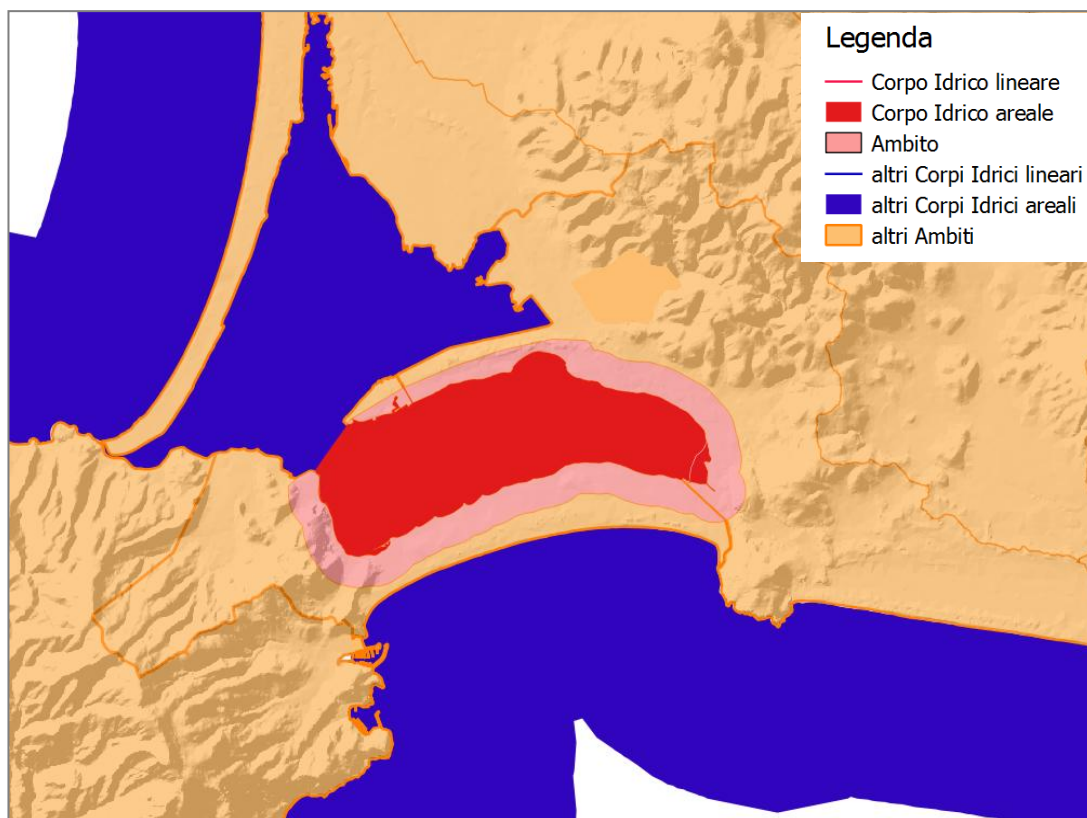 Legenda
Corpo Idrico lineare
Corpo Idrico areale
Ambito
altri Corpi Idrici lineari
altri Corpi Idrici areali
altri Ambiti